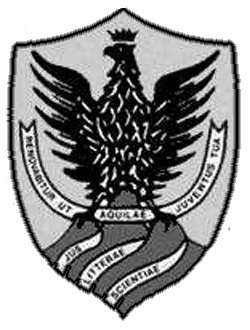 RENOVABITUR UT
AQUILAE
JUVENTUS TUA
JUS
LITTERAE
SCIENTIAE